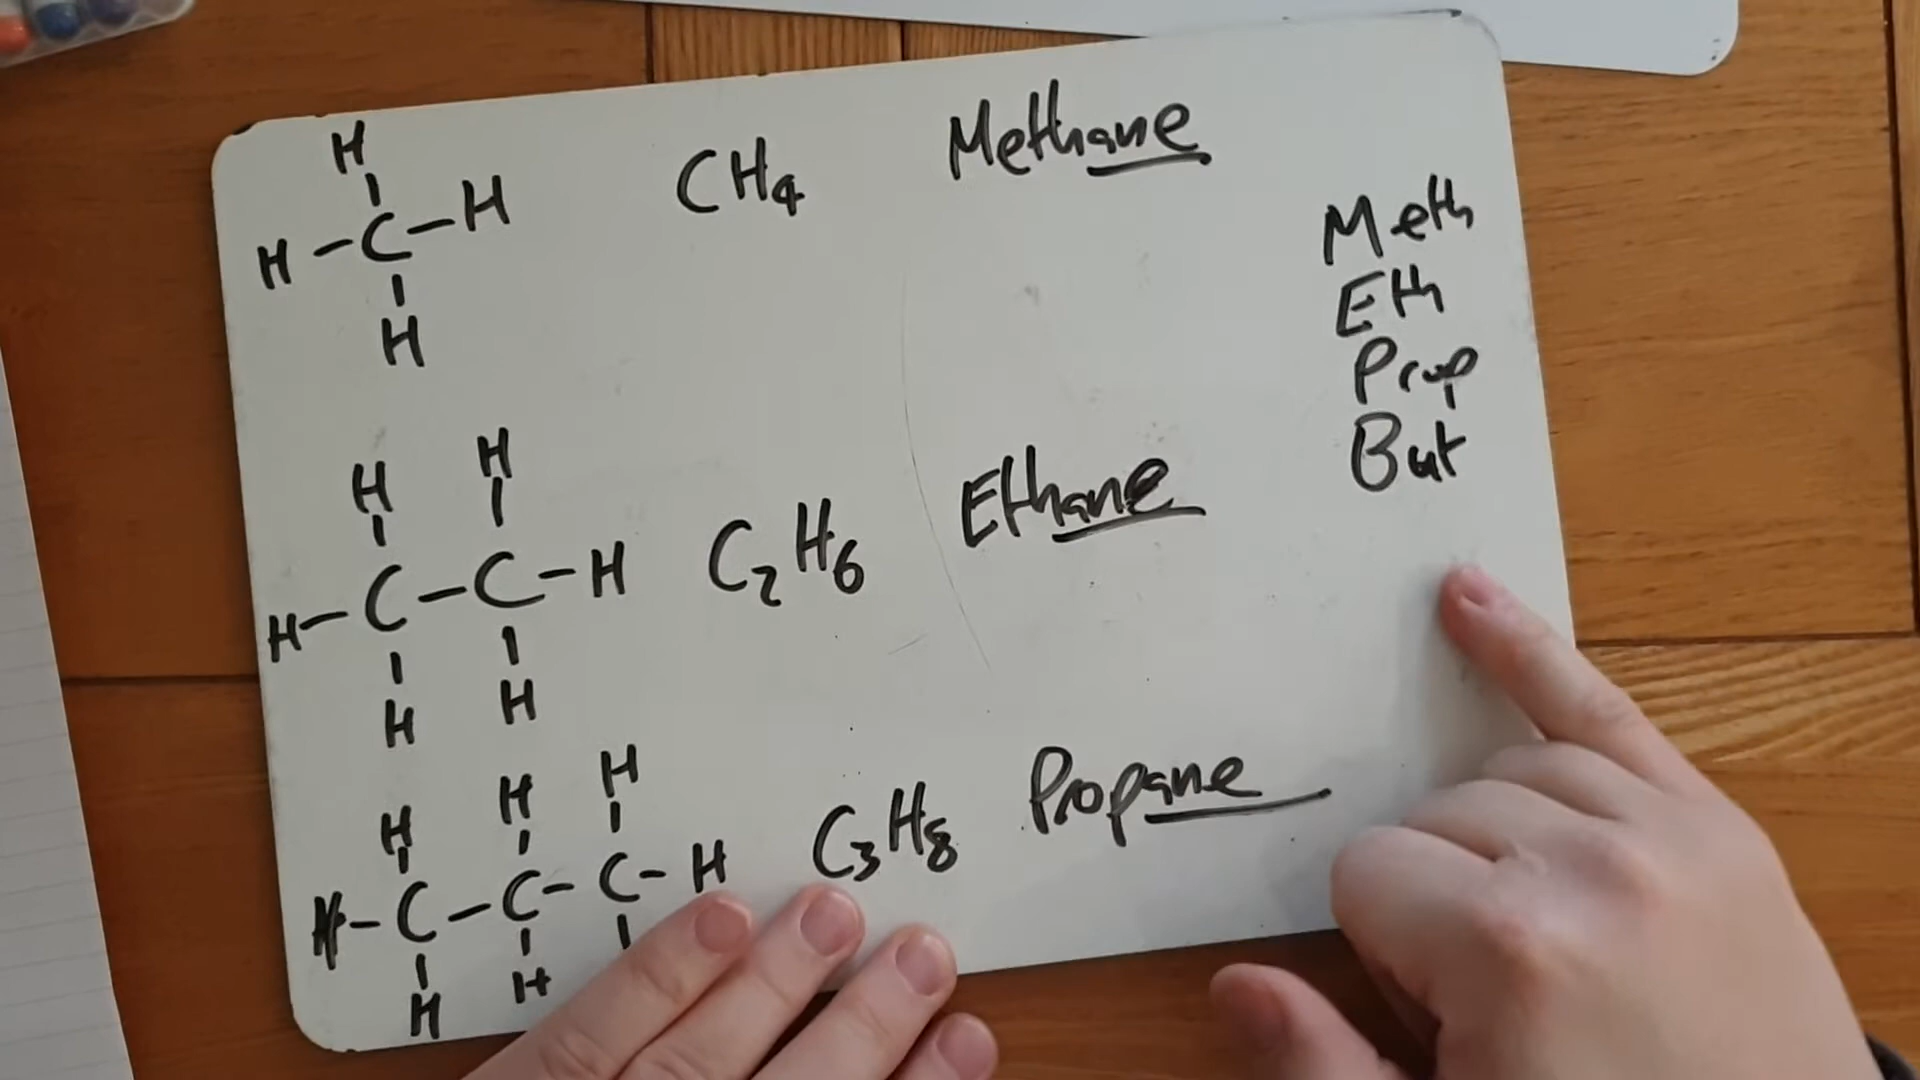 H
H-C-H
H
CH₄
Methane
Meth
Eth
Prop
But
H H
H-C-C-H
H H
C₂H₆
Ethane
H H H
H-C-C-C-H
H H
C₃H₈
Propane